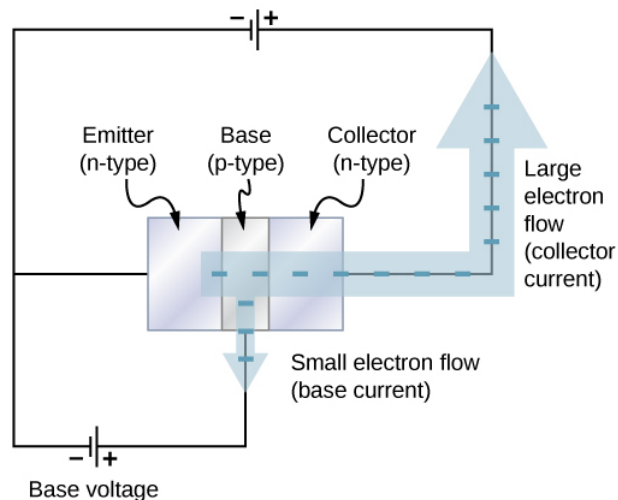 − +
Emitter
(n-type)
Base
(p-type)
Collector
(n-type)
Large
electron
flow
(collector
current)
Small electron flow
(base current)
− +
Base voltage